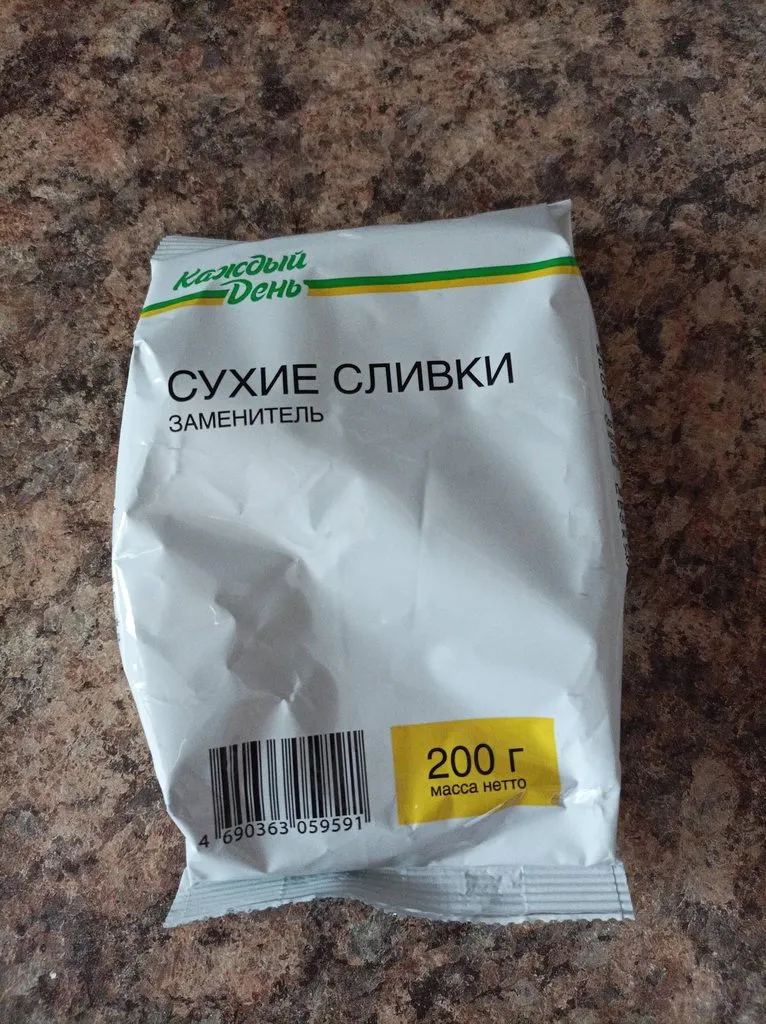 Каждый
День
СУХИЕ СЛИВКИ
ЗАМЕНИТЕЛЬ
200 г
масса нетто
4 690363 059591